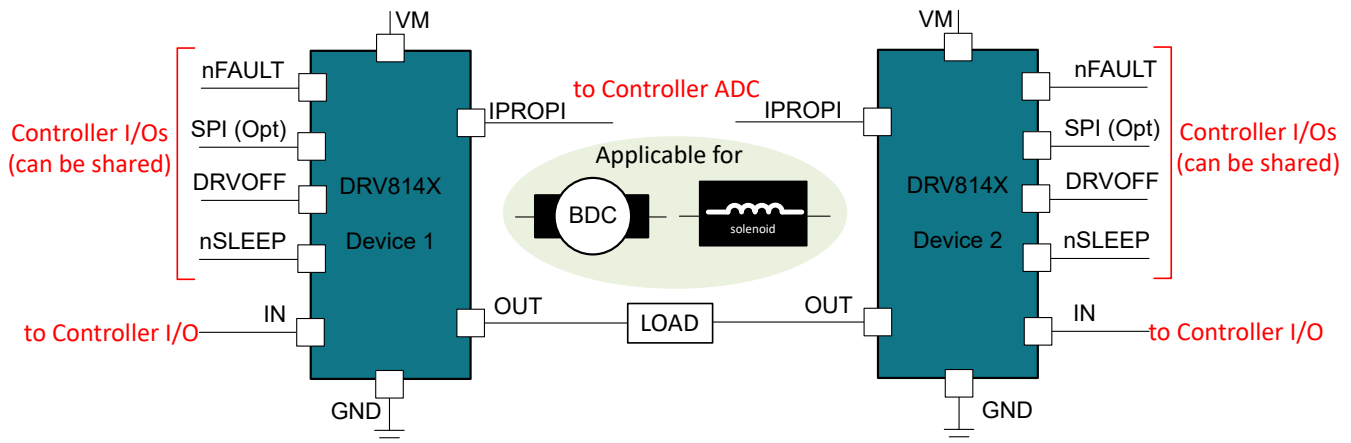 VM
nFAULT
SPI (Opt)
DRVOFF
nSLEEP
IN
Controller I/Os
(can be shared)
to Controller I/O
DRV814X
Device 1
IPROPI
OUT
GND
to Controller ADC
Applicable for
BDC
solenoid
LOAD
VM
IPROPI
OUT
DRV814X
Device 2
nFAULT
SPI (Opt)
DRVOFF
nSLEEP
IN
Controller I/Os
(can be shared)
to Controller I/O
GND